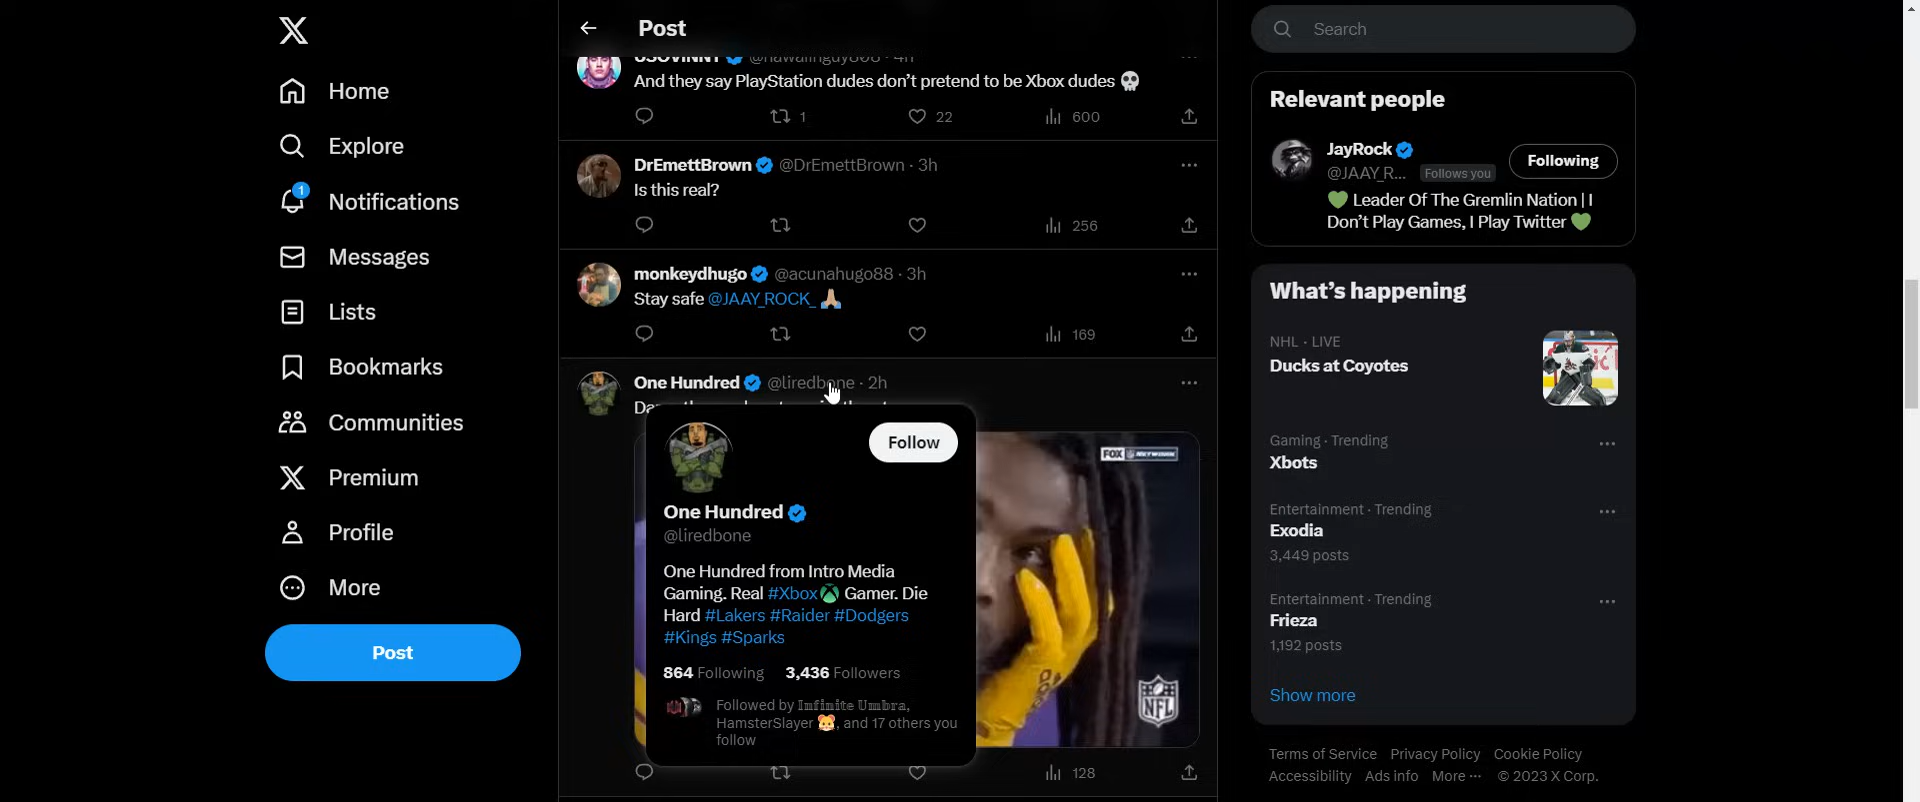 Home
Explore
1
Notifications
Messages
Lists
Bookmarks
Communities
Premium
Profile
More
Post
Post
And they say PlayStation dudes don't pretend to be Xbox dudes 💀
1 22 600
DrEmettBrown @DrEmettBrown · 3h
Is this real?
256
monkeydhugo @acunahugo88 · 3h
Stay safe @JAAY_ROCK_ 🙏🏼
169
One Hundred @liredbone · 2h
Follow
One Hundred
@liredbone
One Hundred from Intro Media
Gaming. Real #Xbox Gamer. Die
Hard #Lakers #Raider #Dodgers
#Kings #Sparks
864 Following 3,436 Followers
Followed by 𝕀𝕟𝕗𝕚𝕟𝕚𝕥𝕖 𝕌𝕞𝕓𝕣𝕒,
HamsterSlayer 🐹, and 17 others you
follow
FOX NFL NETWORK
NFL
128
Search
Relevant people
JayRock
@JAAY_R... Follows you
Following
💚 Leader Of The Gremlin Nation | I
Don't Play Games, I Play Twitter 💚
What's happening
NHL · LIVE
Ducks at Coyotes
Gaming · Trending
Xbots
Entertainment · Trending
Exodia
3,449 posts
Entertainment · Trending
Frieza
1,192 posts
Show more
Terms of Service Privacy Policy Cookie Policy
Accessibility Ads info More ··· © 2023 X Corp.